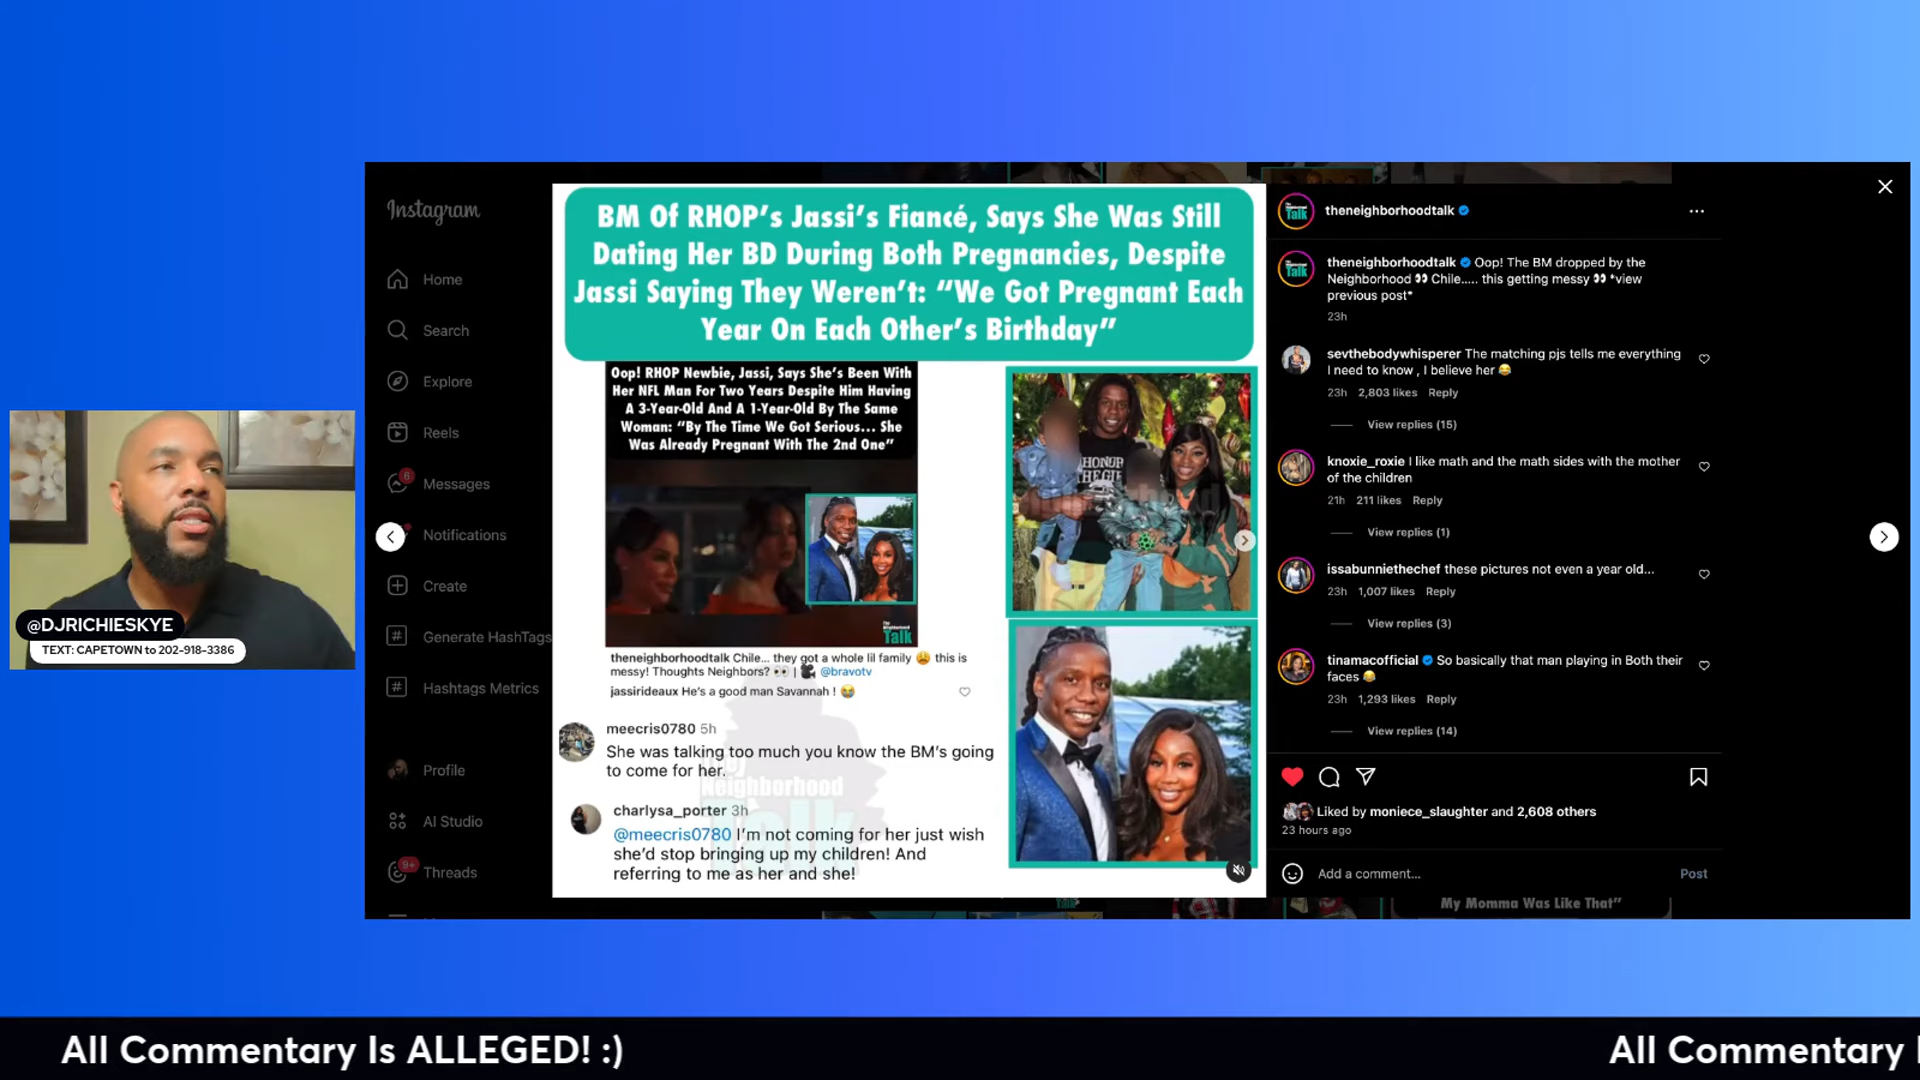 @DJRICHIESKYE
TEXT: CAPETOWN to 202-918-3386
Instagram
Home
Search
Explore
Reels
6
Messages
Notifications
Create
Generate HashTags
Hashtags Metrics
Profile
AI Studio
9+
Threads
BM Of RHOP's Jassi's Fiancé, Says She Was Still
Dating Her BD During Both Pregnancies, Despite
Jassi Saying They Weren't: “We Got Pregnant Each
Year On Each Other's Birthday”
Oop! RHOP Newbie, Jassi, Says She's Been With
Her NFL Man For Two Years Despite Him Having
A 3-Year-Old And A 1-Year-Old By The Same
Woman: “By The Time We Got Serious... She
Was Already Pregnant With The 2nd One”
HONOR
THE
Neighborhood
Talk
theneighborhoodtalk Chile... they got a whole lil family 😩 this is
messy! Thoughts Neighbors? 👀 | 🎥 @bravotv
jassirideaux He's a good man Savannah ! 😭
meecris0780 5h
She was talking too much you know the BM's going
to come for her.
Neighborhood
Talk
charlysa_porter 3h
@meecris0780 I'm not coming for her just wish
she'd stop bringing up my children! And
referring to me as her and she!
Talk
theneighborhoodtalk
Talk
theneighborhoodtalk Oop! The BM dropped by the
Neighborhood 👀 Chile..... this getting messy 👀 *view
previous post*
23h
sevthebodywhisperer The matching pjs tells me everything
I need to know , I believe her 😂
23h 2,803 likes Reply
View replies (15)
knoxie_roxie I like math and the math sides with the mother
of the children
21h 211 likes Reply
View replies (1)
issabunniethechef these pictures not even a year old...
23h 1,007 likes Reply
View replies (3)
tinamacofficial So basically that man playing in Both their
faces 😂
23h 1,293 likes Reply
View replies (14)
Liked by moniece_slaughter and 2,608 others
23 hours ago
Add a comment...
Post
My Momma Was Like That”
All Commentary Is ALLEGED! :)
All Commentary